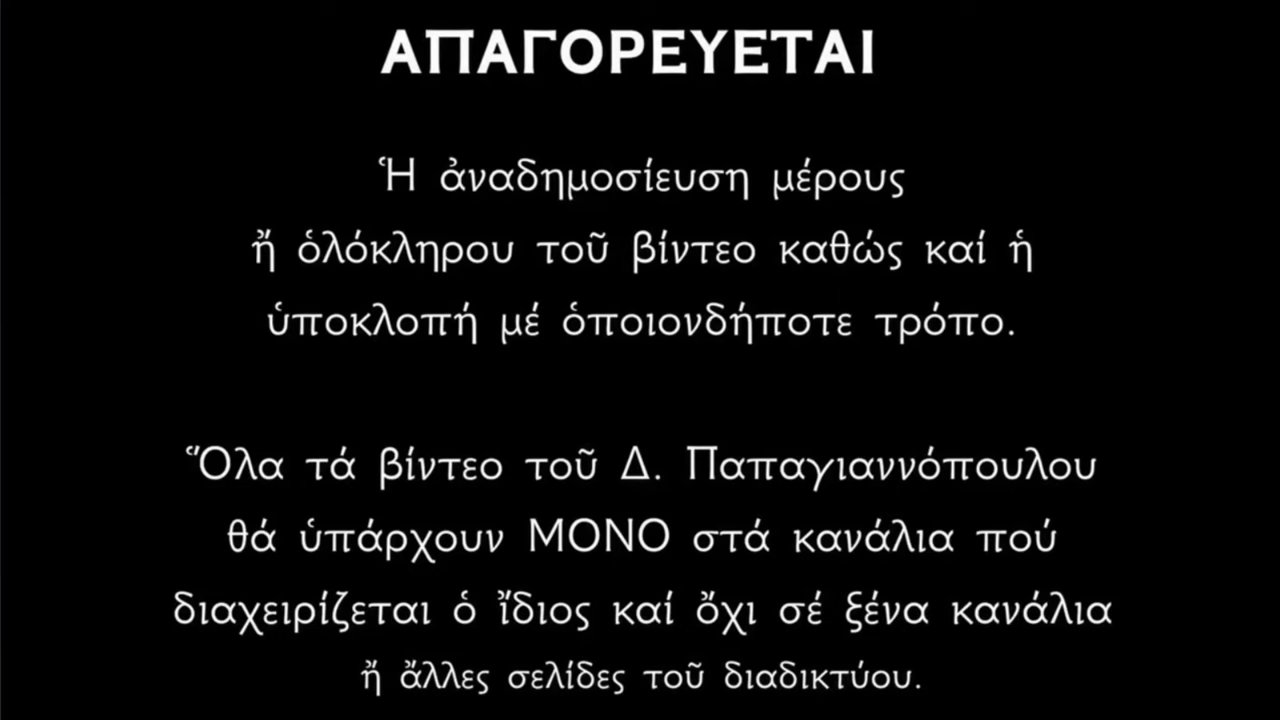 ΑΠΑΓΟΡΕΥΕΤΑΙ
Ἡ ἀναδημοσίευση μέρους
ἤ ὁλόκληρου τοῦ βίντεο καθώς καί ἡ
ὑποκλοπή μέ ὁποιονδήποτε τρόπο.
Ὅλα τά βίντεο τοῦ Δ. Παπαγιαννόπουλου
θά ὑπάρχουν ΜΟΝΟ στά κανάλια πού
διαχειρίζεται ὁ ἴδιος καί ὄχι σέ ξένα κανάλια
ἤ ἄλλες σελίδες τοῦ διαδικτύου.